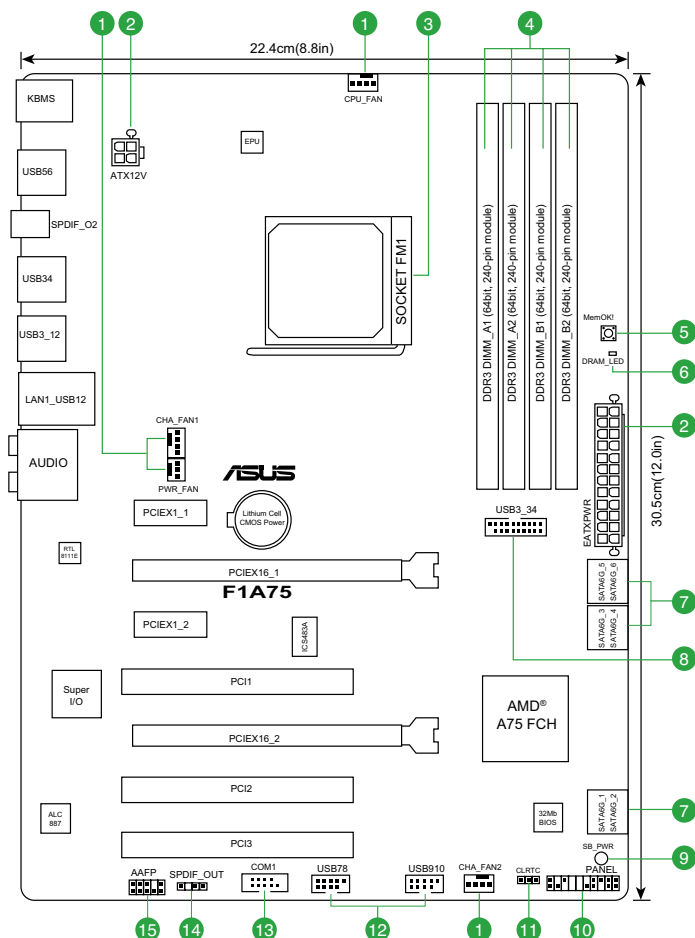 1 2 1 3 4
22.4cm(8.8in)
KBMS
CPU_FAN
ATX12V
EPU
USB56
SPDIF_O2
USB34
USB3_12
LAN1_USB12
AUDIO
SOCKET FM1
DDR3 DIMM_A1 (64bit, 240-pin module)
DDR3 DIMM_A2 (64bit, 240-pin module)
DDR3 DIMM_B1 (64bit, 240-pin module)
DDR3 DIMM_B2 (64bit, 240-pin module)
MemOK!
5
DRAM_LED
6
2
EATXPWR
30.5cm(12.0in)
1
CHA_FAN1
PWR_FAN
ASUS
PCIEX1_1
Lithium Cell
CMOS Power
USB3_34
RTL
8111E
PCIEX16_1
F1A75
SATA6G_5
SATA6G_6
7
SATA6G_3
SATA6G_4
PCIEX1_2
ICS483A
8
Super
I/O
PCI1
AMD®
A75 FCH
PCIEX16_2
PCI2
ALC
887
32Mb
BIOS
SATA6G_1
SATA6G_2
7
PCI3
SB_PWR
9
AAFP
SPDIF_OUT
COM1
USB78
USB910
CHA_FAN2
CLRTC
PANEL
15 14 13 12 1 11 10